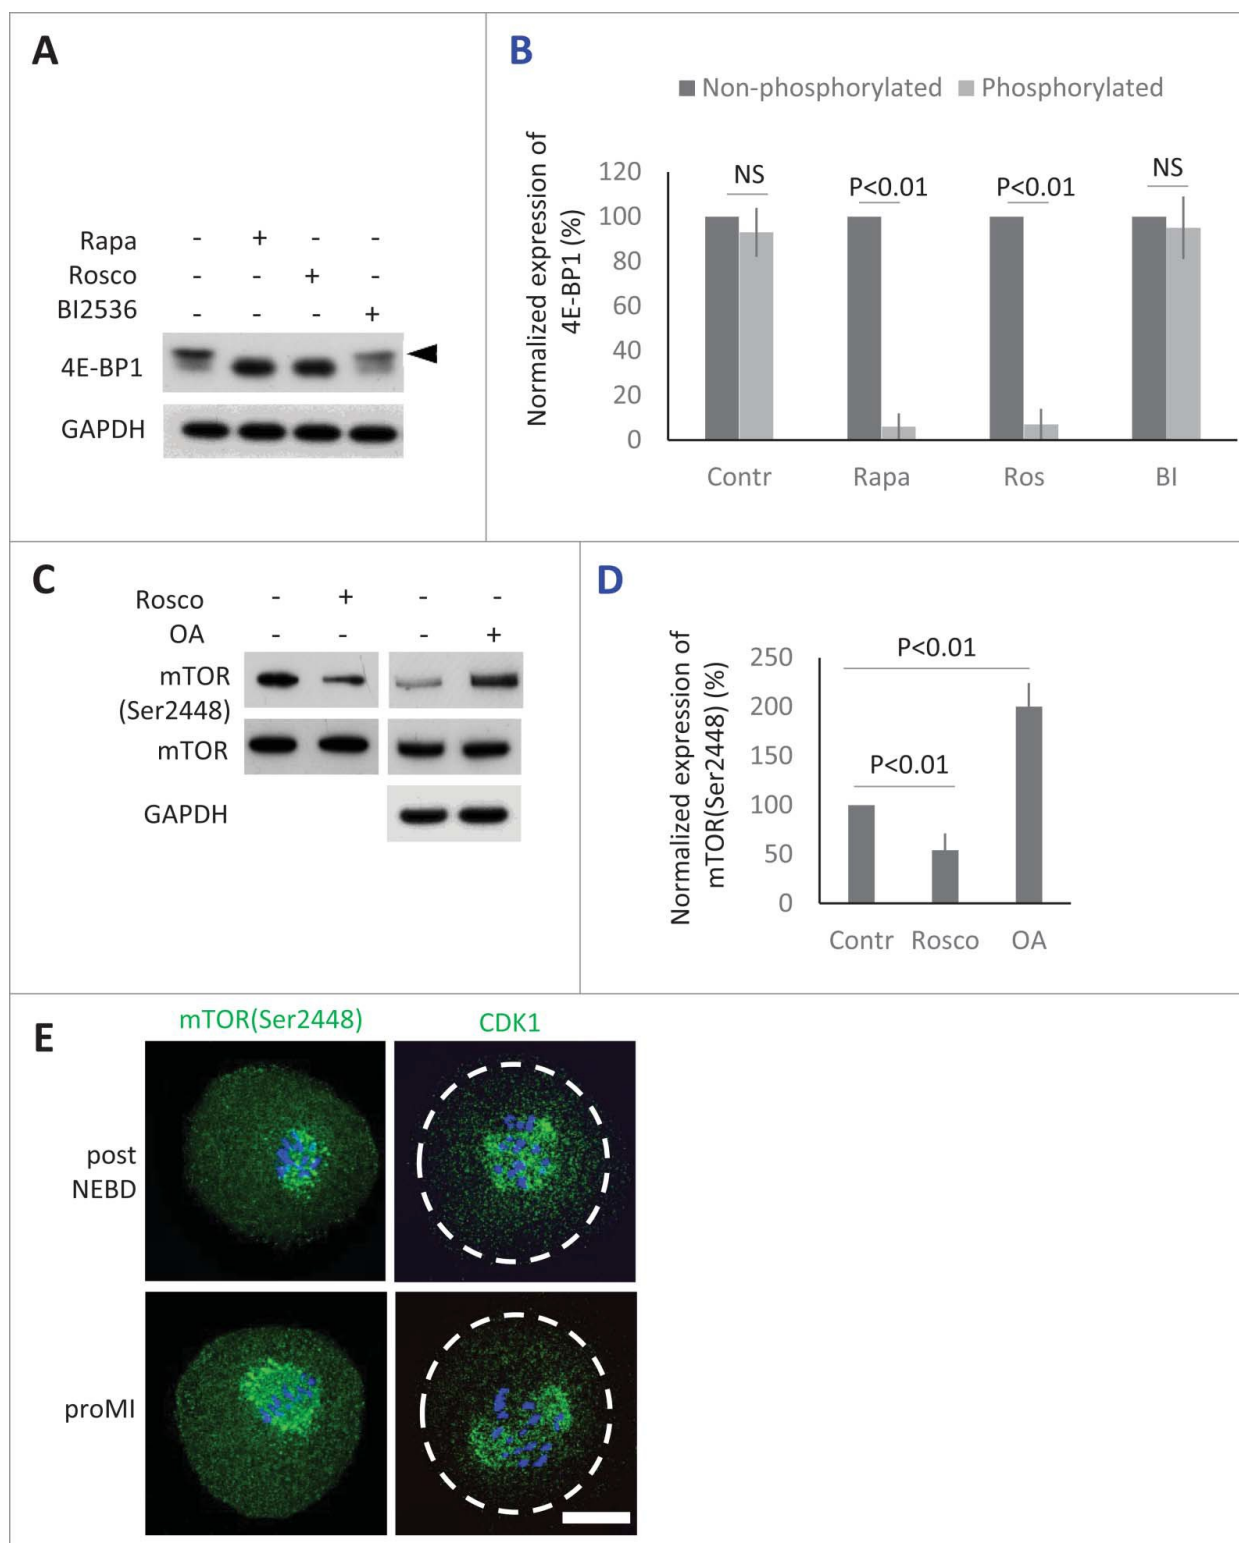 A
Rapa - + - -
Rosco - - + -
BI2536 - - - +
4E-BP1
GAPDH
B
Non-phosphorylated Phosphorylated
Normalized expression of
4E-BP1 (%)
120
100
80
60
40
20
0
NS
P<0.01
P<0.01
NS
Contr Rapa Ros BI
C
Rosco - + - -
OA - - - +
mTOR
(Ser2448)
mTOR
GAPDH
D
Normalized expression of
mTOR(Ser2448) (%)
250
200
150
100
50
0
P<0.01
P<0.01
Contr Rosco OA
E
mTOR(Ser2448) CDK1
post
NEBD
proMI